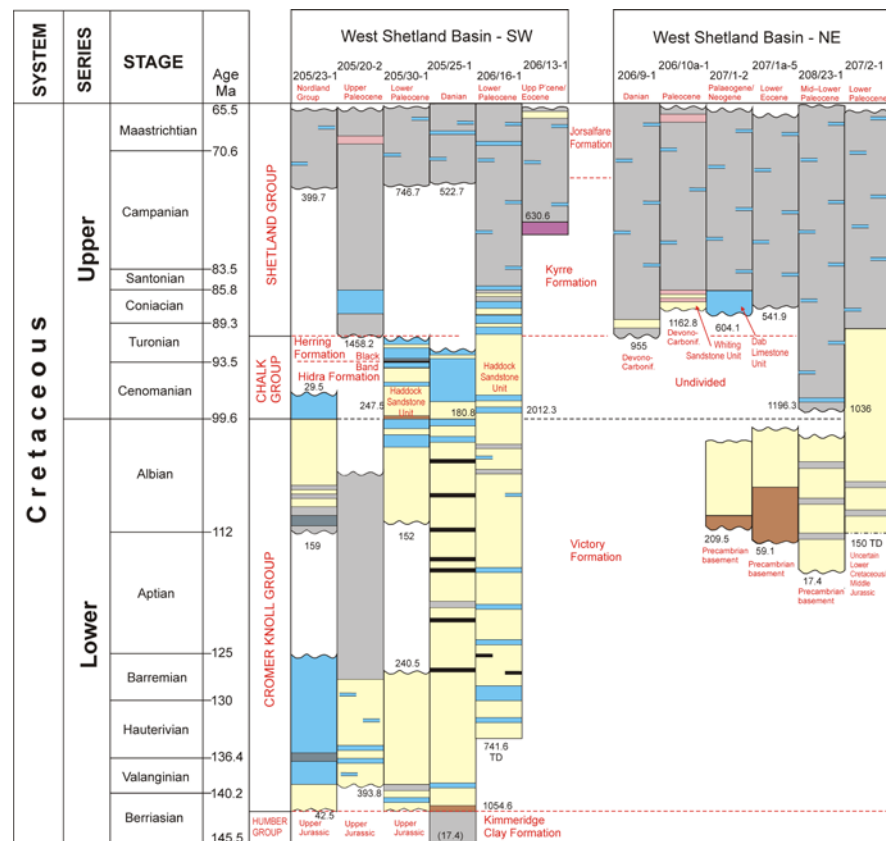 SYSTEM
SERIES
STAGE
Age
Ma
West Shetland Basin - SW
West Shetland Basin - NE
205/23-1
205/20-2
205/30-1
205/25-1
206/16-1
206/13-1
206/9-1
206/10a-1
207/1-2
207/1a-5
208/23-1
207/2-1
Nordland
Group
Upper
Paleocene
Lower
Paleocene
Danian
Lower
Paleocene
Upp P'cene/
Eocene
Danian
Paleocene
Palaeogene/
Neogene
Lower
Eocene
Mid–Lower
Paleocene
Lower
Paleocene
Cretaceous
Upper
Lower
Maastrichtian
Campanian
Santonian
Coniacian
Turonian
Cenomanian
Albian
Aptian
Barremian
Hauterivian
Valanginian
Berriasian
65.5
70.6
83.5
85.8
89.3
93.5
99.6
112
125
130
136.4
140.2
145.5
SHETLAND GROUP
CHALK
GROUP
CROMER KNOLL GROUP
HUMBER
GROUP
Jorsalfare
Formation
Kyrre
Formation
Herring
Formation
Black
Band
Hidra Formation
Haddock
Sandstone
Unit
Haddock
Sandstone
Unit
Whiting
Sandstone Unit
Dab
Limestone
Unit
Undivided
Victory
Formation
Kimmeridge
Clay Formation
399.7
746.7
522.7
630.6
1458.2
29.5
247.5
180.8
2012.3
159
152
240.5
393.8
42.5
741.6
TD
1054.6
(17.4)
Upper
Jurassic
Upper
Jurassic
Upper
Jurassic
955
Devono-
Carbonif.
1162.8
Devono-
Carbonif.
604.1
541.9
1196.3
1036
209.5
Precambrian
basement
59.1
Precambrian
basement
17.4
Precambrian
basement
150 TD
Uncertain
Lower
Cretaceous/
Middle
Jurassic